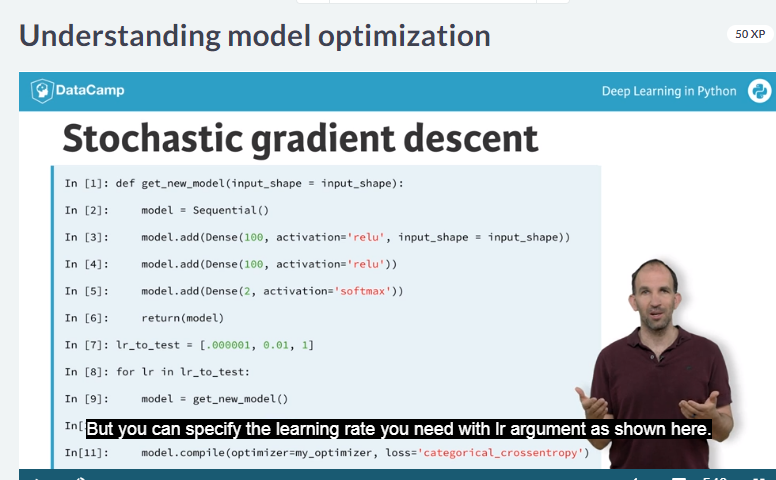 Understanding model optimization
50 XP
DataCamp
Deep Learning in Python
Stochastic gradient descent
In [1]: def get_new_model(input_shape = input_shape):
In [2]:     model = Sequential()
In [3]:     model.add(Dense(100, activation='relu', input_shape = input_shape))
In [4]:     model.add(Dense(100, activation='relu'))
In [5]:     model.add(Dense(2, activation='softmax'))
In [6]:     return(model)
In [7]: lr_to_test = [.000001, 0.01, 1]
In [8]: for lr in lr_to_test:
In [9]:     model = get_new_model()
In[
But you can specify the learning rate you need with lr argument as shown here.
In[11]:     model.compile(optimizer=my_optimizer, loss='categorical_crossentropy')